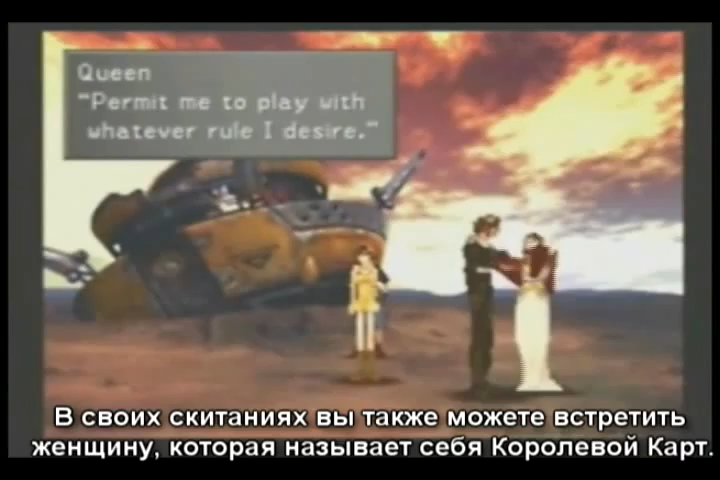 Queen
“Permit me to play with
whatever rule I desire.”
В своих скитаниях вы также можете встретить
женщину, которая называет себя Королевой Карт.